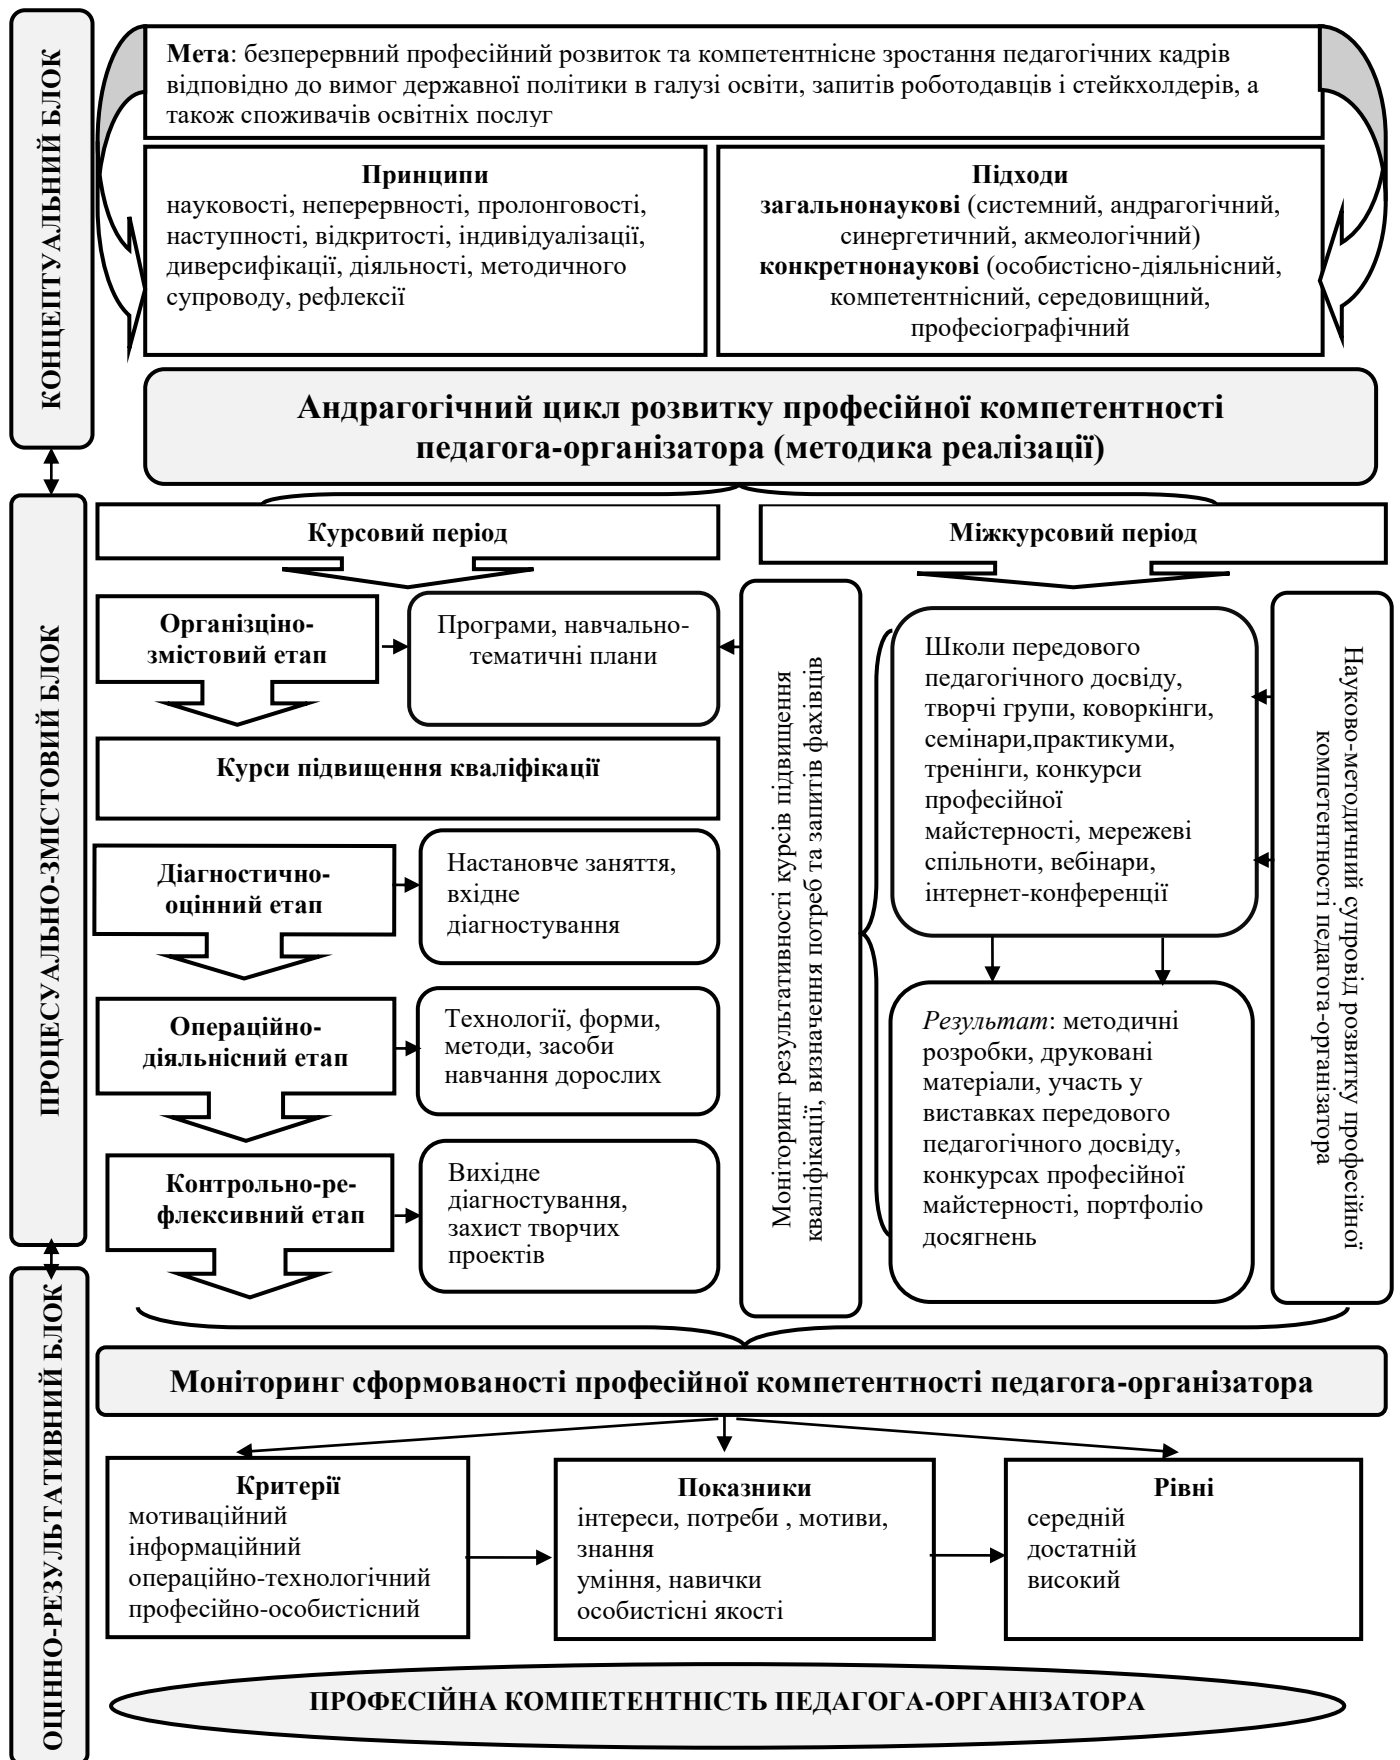 КОНЦЕПТУАЛЬНИЙ БЛОК
Мета: безперервний професійний розвиток та компетентнісне зростання педагогічних кадрів
відповідно до вимог державної політики в галузі освіти, запитів роботодавців і стейкхолдерів, а
також споживачів освітніх послуг
Принципи
науковості, неперервності, пролонговості,
наступності, відкритості, індивідуалізації,
диверсифікації, діяльності, методичного
супроводу, рефлексії
Підходи
загальнонаукові (системний, андрагогічний,
синергетичний, акмеологічний)
конкретнонаукові (особистісно-діяльнісний,
компетентнісний, середовищний,
професіографічний
Андрагогічний цикл розвитку професійної компетентності
педагога-організатора (методика реалізації)
ПРОЦЕСУАЛЬНО-ЗМІСТОВИЙ БЛОК
Курсовий період
Організціно-
змістовий етап
Програми, навчально-
тематичні плани
Курси підвищення кваліфікації
Діагностично-
оцінний етап
Настановче заняття,
вхідне
діагностування
Операційно-
діяльнісний етап
Технології, форми,
методи, засоби
навчання дорослих
Контрольно-ре-
флексивний етап
Вихідне
діагностування,
захист творчих
проектів
Моніторинг результативності курсів підвищення
кваліфікації, визначення потреб та запитів фахівців
Міжкурсовий період
Школи передового
педагогічного досвіду,
творчі групи, коворкінги,
семінари,практикуми,
тренінги, конкурси
професійної
майстерності, мережеві
спільноти, вебінари,
інтернет-конференції
Результат: методичні
розробки, друковані
матеріали, участь у
виставках передового
педагогічного досвіду,
конкурсах професійної
майстерності, портфоліо
досягнень
Науково-методичний супровід розвитку професійної
компетентності педагога-організатора
ОЦІННО-РЕЗУЛЬТАТИВНИЙ БЛОК
Моніторинг сформованості професійної компетентності педагога-організатора
Критерії
мотиваційний
інформаційний
операційно-технологічний
професійно-особистісний
Показники
інтереси, потреби , мотиви,
знання
уміння, навички
особистісні якості
Рівні
середній
достатній
високий
ПРОФЕСІЙНА КОМПЕТЕНТНІСТЬ ПЕДАГОГА-ОРГАНІЗАТОРА